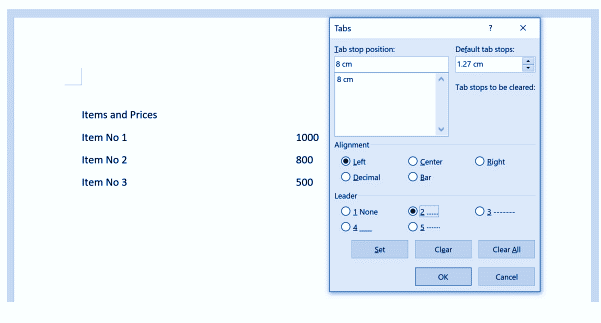 Items and Prices
Item No 1 1000
Item No 2 800
Item No 3 500
Tabs ? ×
Tab stop position: Default tab stops:
8 cm 1.27 cm
8 cm
Tab stops to be cleared:
Alignment
Left Center Right
Decimal Bar
Leader
1 None 2 ..... 3 -------
4 ___ 5 ......
Set Clear Clear All
OK Cancel